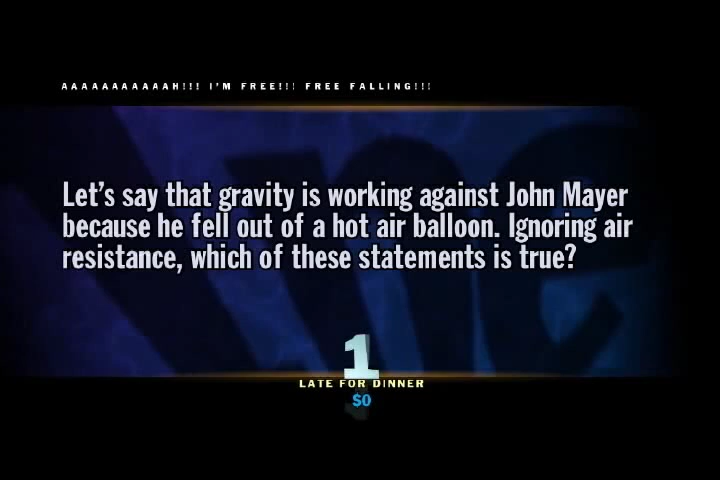 AAAAAAAAAAAH!!! I'M FREE!!! FREE FALLING!!!
Let's say that gravity is working against John Mayer
because he fell out of a hot air balloon. Ignoring air
resistance, which of these statements is true?
1
LATE FOR DINNER
$0